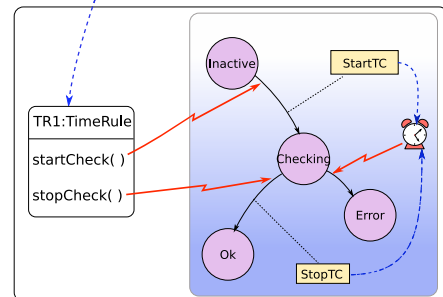 Inactive
StartTC
TR1:TimeRule
startCheck( )
Checking
stopCheck( )
Error
Ok
StopTC